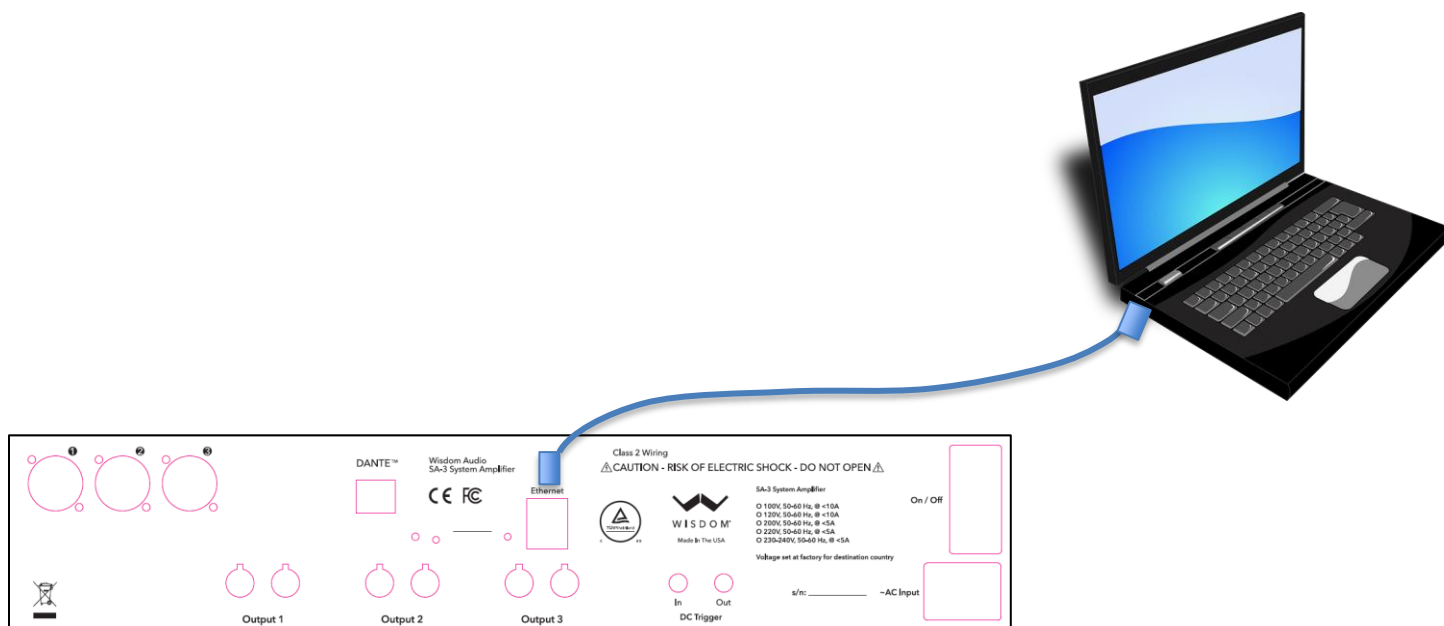 ❶ ❷ ❸
DANTE™
Wisdom Audio
SA-3 System Amplifier
CE FC
Ethernet
Class 2 Wiring
CAUTION - RISK OF ELECTRIC SHOCK - DO NOT OPEN
WISDOM
Made In The USA
SA-3 System Amplifier
O 100V, 50-60 Hz, @ <10A
O 120V, 50-60 Hz, @ <10A
O 200V, 50-60 Hz, @ <5A
O 220V, 50-60 Hz, @ <5A
O 230-240V, 50-60 Hz, @ <5A
Voltage set at factory for destination country
On / Off
s/n: ___________
~AC Input
Output 1
Output 2
Output 3
In
Out
DC Trigger